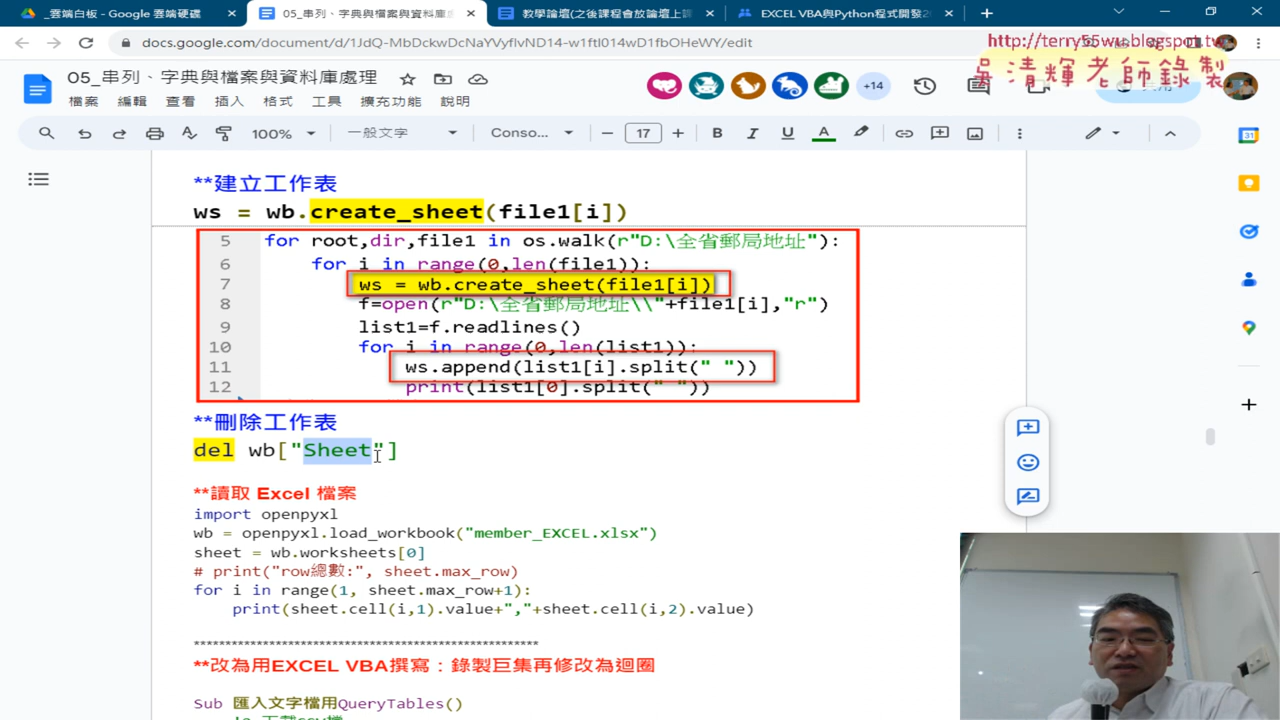 _雲端白板 - Google 雲端硬碟
05_串列、字典與檔案與資料庫處
教學論壇(之後課程會放論壇上課
EXCEL VBA與Python程式開發2
docs.google.com/document/d/1JdQ-MbDckwDcNaYVyflvND14-w1ftl014wD1fbOHeWY/edit
http://terry55wu.blogspot.tw
吳清輝老師錄製
05_串列、字典與檔案與資料庫處理
檔案 編輯 查看 插入 格式 工具 擴充功能 說明
+14
100% 一般文字 Conso... 17 B I U A
**建立工作表
ws = wb.create_sheet(file1[i])
5 for root,dir,file1 in os.walk(r"D:\全省郵局地址"):
6 for i in range(0,len(file1)):
7 ws = wb.create_sheet(file1[i])
8 f=open(r"D:\全省郵局地址\\"+file1[i],"r")
9 list1=f.readlines()
10 for i in range(0,len(list1)):
11 ws.append(list1[i].split(" "))
12 print(list1[0].split(" "))
**刪除工作表
del wb["Sheet"]
**讀取 Excel 檔案
import openpyxl
wb = openpyxl.load_workbook("member_EXCEL.xlsx")
sheet = wb.worksheets[0]
# print("row總數:", sheet.max_row)
for i in range(1, sheet.max_row+1):
print(sheet.cell(i,1).value+","+sheet.cell(i,2).value)
******************************************************
**改為用EXCEL VBA撰寫：錄製巨集再修改為迴圈
Sub 匯入文字檔用QueryTables()